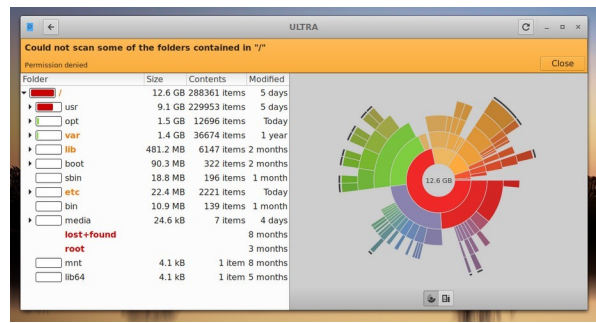 ULTRA
Could not scan some of the folders contained in "/"
Permission denied
Close
Folder Size Contents Modified
/ 12.6 GB 288361 items 5 days
usr 9.1 GB 229953 items 5 days
opt 1.5 GB 12696 items Today
var 1.4 GB 36674 items 1 year
lib 481.2 MB 6147 items 2 months
boot 90.3 MB 322 items 2 months
sbin 18.8 MB 196 items 1 month
etc 22.4 MB 2221 items Today
bin 10.9 MB 139 items 1 month
media 24.6 kB 7 items 4 days
lost+found 8 months
root 3 months
mnt 4.1 kB 1 item 8 months
lib64 4.1 kB 1 item 5 months
12.6 GB